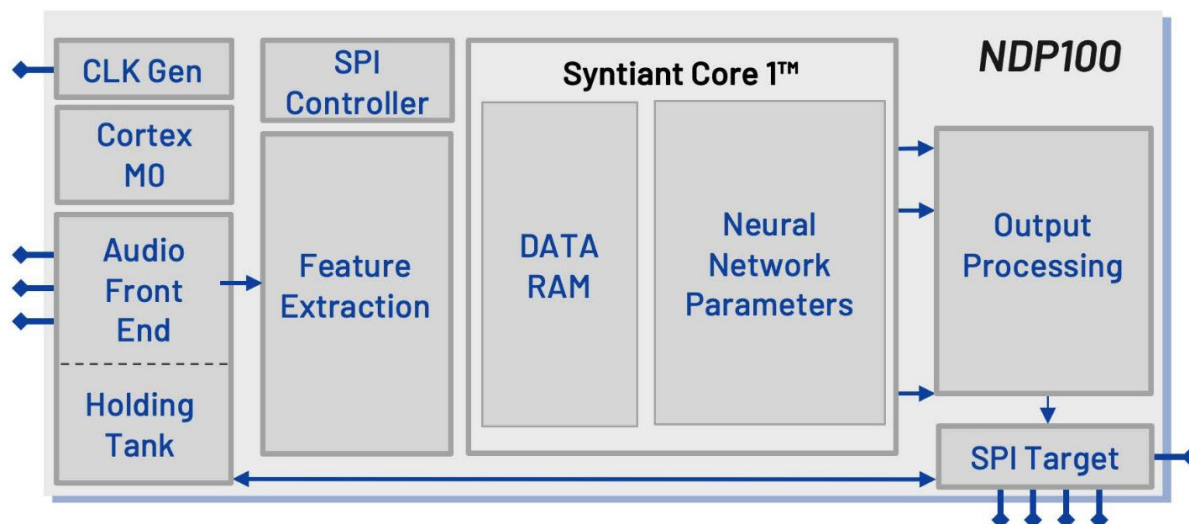 CLK Gen
Cortex
M0
Audio
Front
End
Holding
Tank
SPI
Controller
Feature
Extraction
Syntiant Core 1™
DATA
RAM
Neural
Network
Parameters
NDP100
Output
Processing
SPI Target